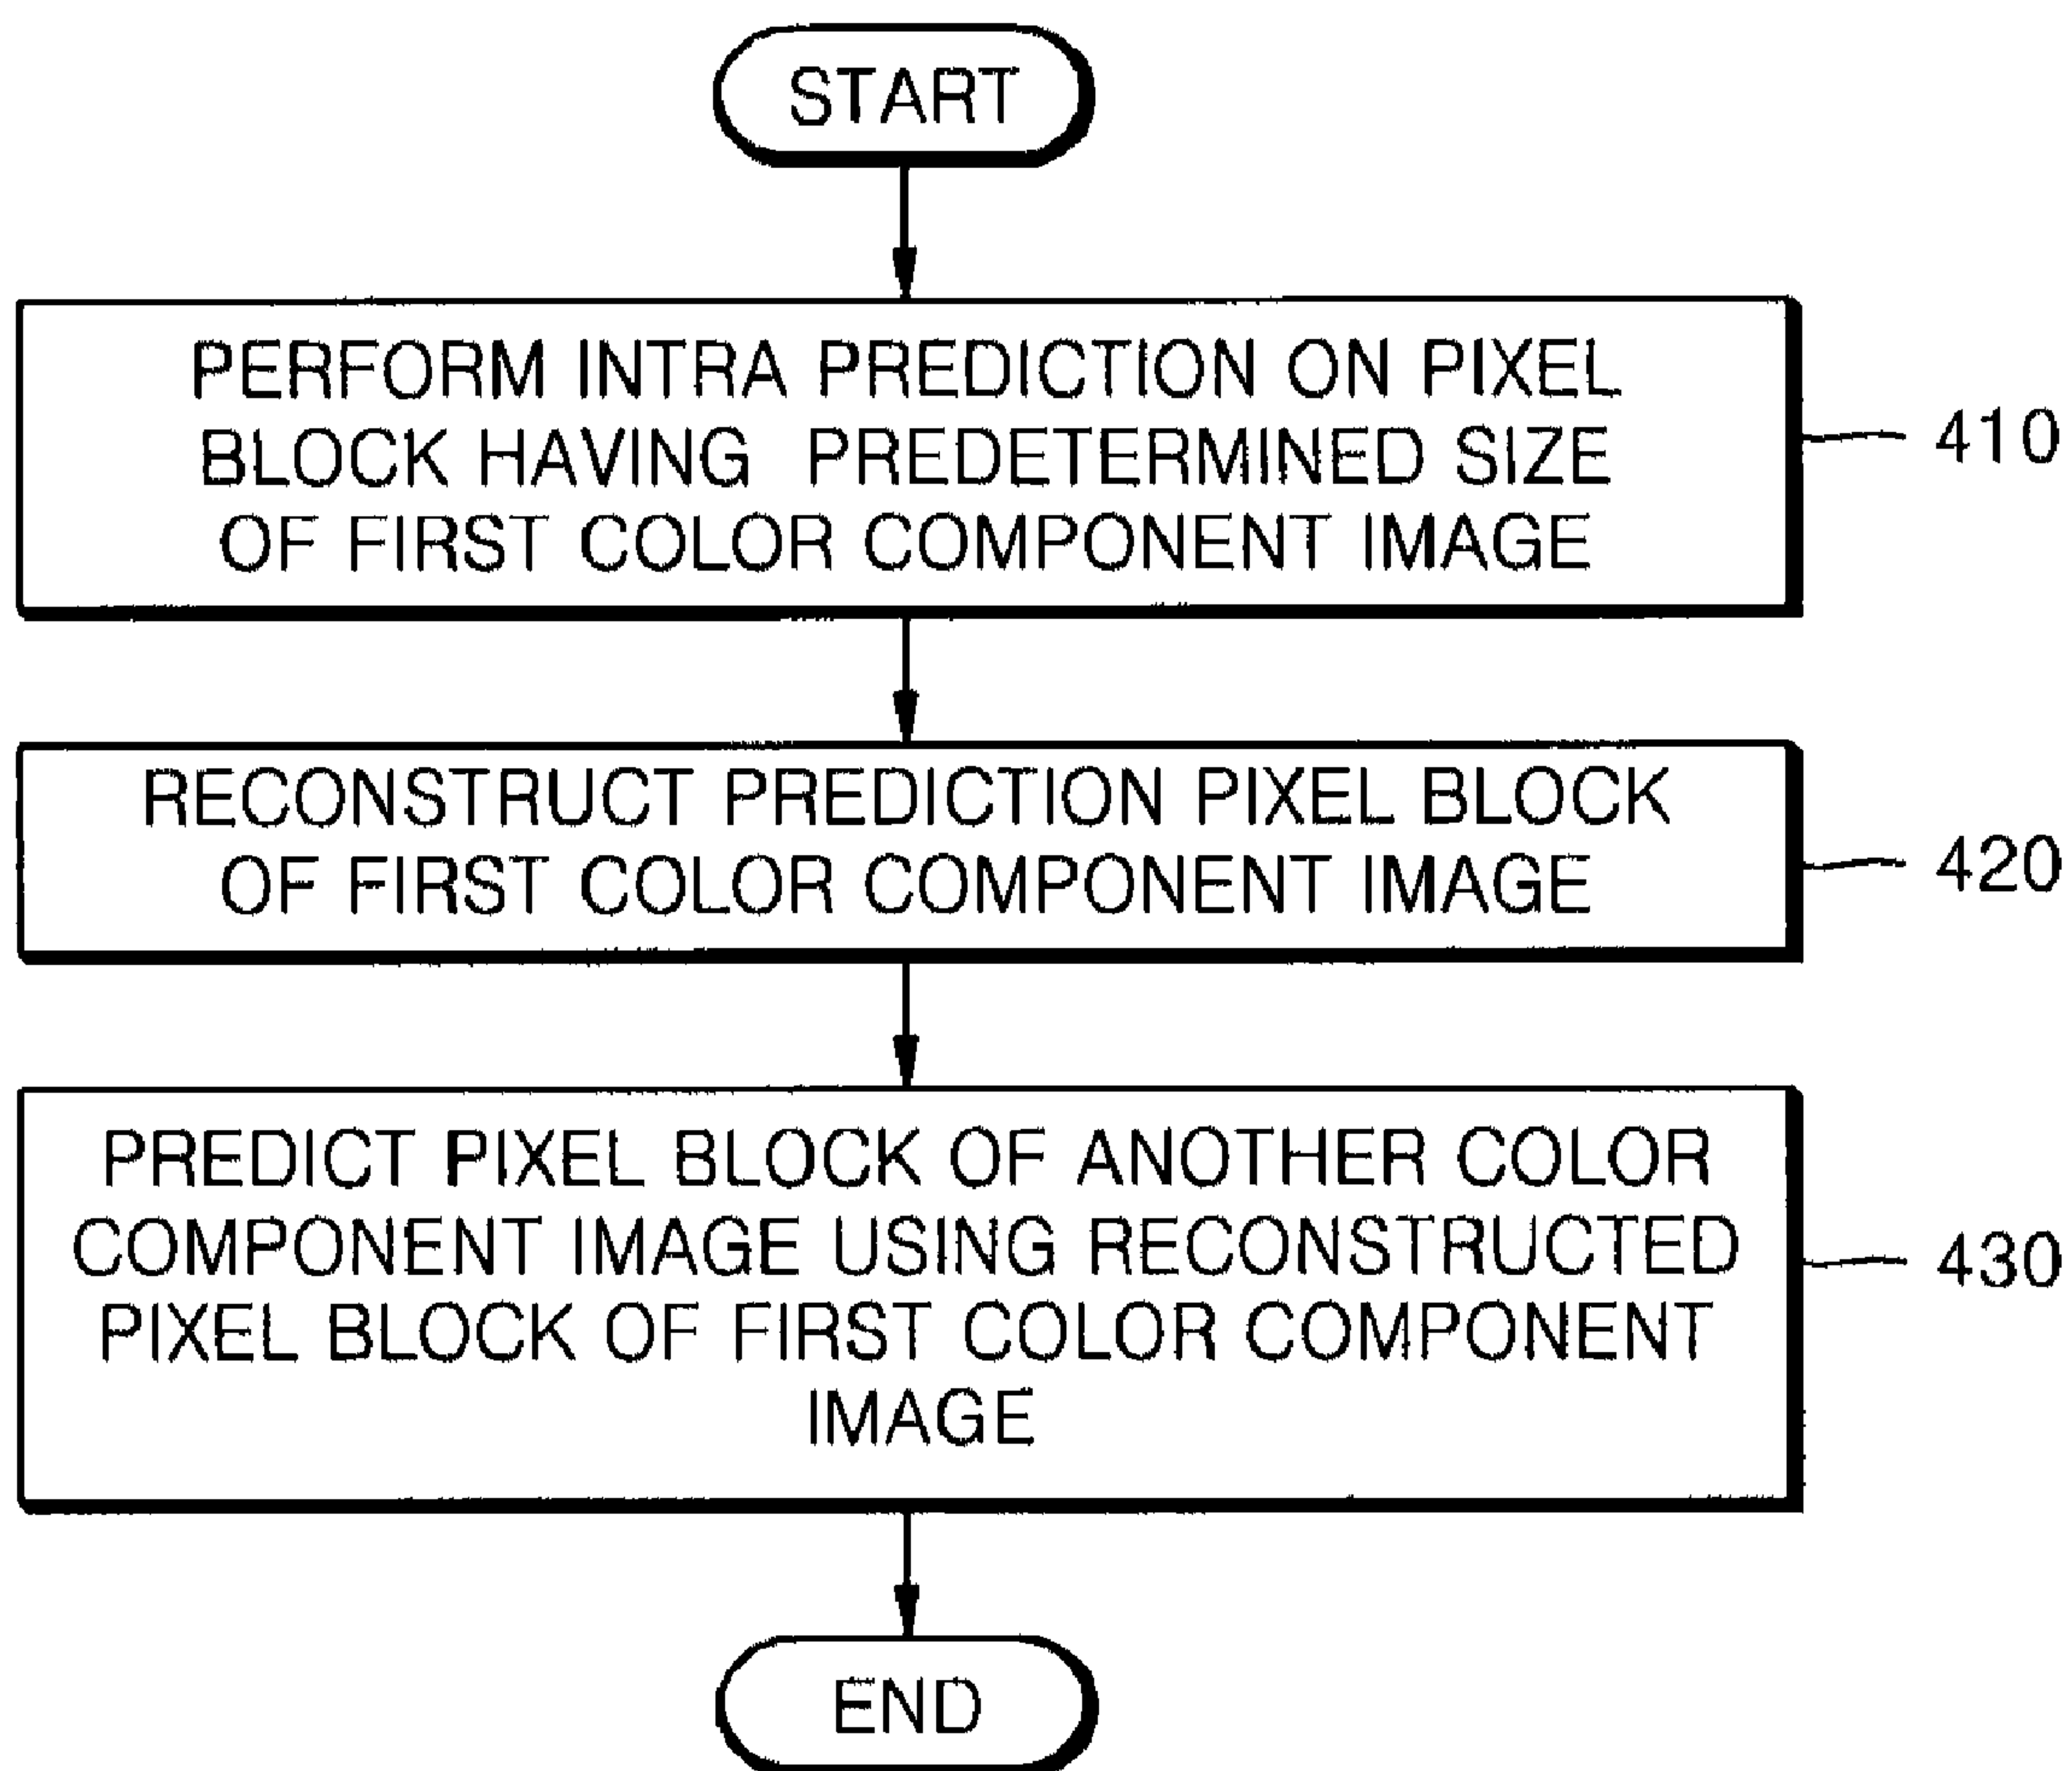 START
PERFORM INTRA PREDICTION ON PIXEL
BLOCK HAVING PREDETERMINED SIZE
OF FIRST COLOR COMPONENT IMAGE
410
RECONSTRUCT PREDICTION PIXEL BLOCK
OF FIRST COLOR COMPONENT IMAGE
420
PREDICT PIXEL BLOCK OF ANOTHER COLOR
COMPONENT IMAGE USING RECONSTRUCTED
PIXEL BLOCK OF FIRST COLOR COMPONENT
IMAGE
430
END